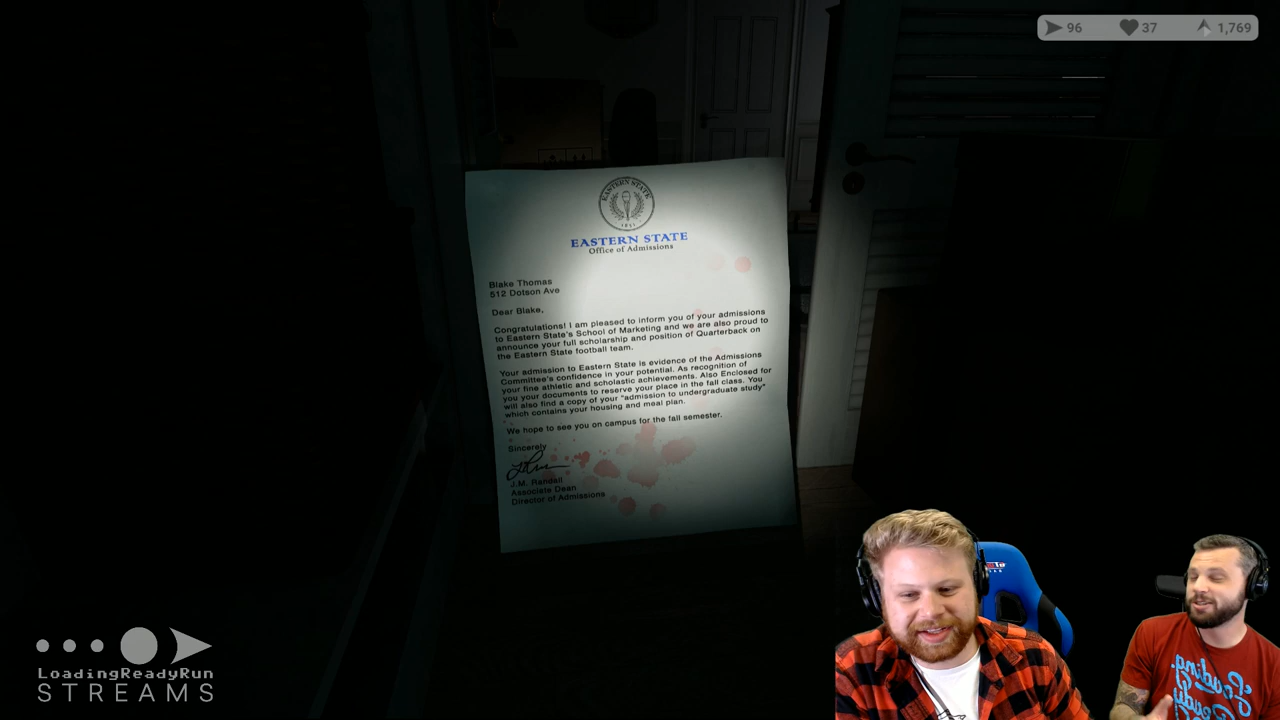 96 37 1,769
EASTERN STATE
1831
EASTERN STATE
Office of Admissions
Blake Thomas
512 Dotson Ave
Dear Blake,
Congratulations! I am pleased to inform you of your admissions
to Eastern State's School of Marketing and we are also proud to
announce your full scholarship and position of Quarterback on
the Eastern State football team.
Your admission to Eastern State is evidence of the Admissions
Committee's confidence in your potential. As recognition of
your fine athletic and scholastic achievements. Also Enclosed for
you your documents to reserve your place in the fall class. You
will also find a copy of your "admission to undergraduate study"
which contains your housing and meal plan.
We hope to see you on campus for the fall semester.
Sincerely
J.M. Randall
Associate Dean
Director of Admissions
LoadingReadyRun
STREAMS
Loading
Ready